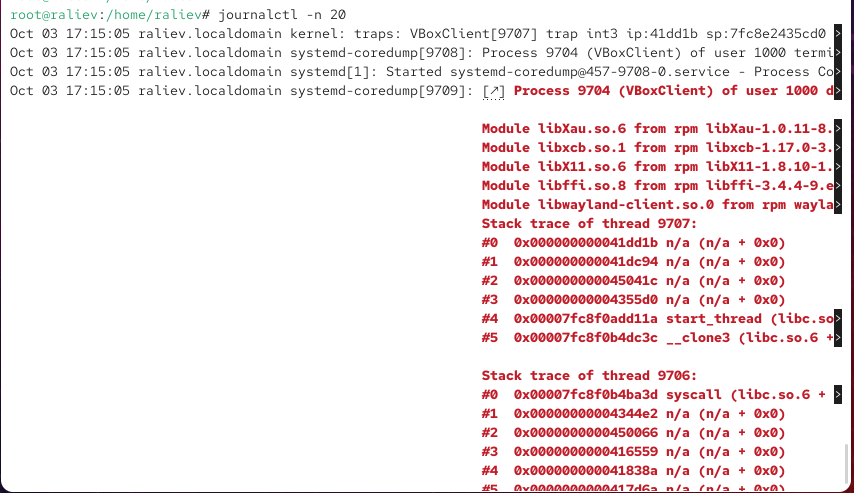 root@raliev:/home/raliev# journalctl -n 20
Oct 03 17:15:05 raliev.localdomain kernel: traps: VBoxClient[9707] trap int3 ip:41dd1b sp:7fc8e2435cd0 >
Oct 03 17:15:05 raliev.localdomain systemd-coredump[9708]: Process 9704 (VBoxClient) of user 1000 termi>
Oct 03 17:15:05 raliev.localdomain systemd[1]: Started systemd-coredump@457-9708-0.service - Process Co>
Oct 03 17:15:05 raliev.localdomain systemd-coredump[9709]: [↗] Process 9704 (VBoxClient) of user 1000 d>
Module libXau.so.6 from rpm libXau-1.0.11-8.>
Module libxcb.so.1 from rpm libxcb-1.17.0-3.>
Module libX11.so.6 from rpm libX11-1.8.10-1.>
Module libffi.so.8 from rpm libffi-3.4.4-9.e>
Module libwayland-client.so.0 from rpm wayla>
Stack trace of thread 9707:
#0  0x000000000041dd1b n/a (n/a + 0x0)
#1  0x000000000041dc94 n/a (n/a + 0x0)
#2  0x000000000045041c n/a (n/a + 0x0)
#3  0x00000000004355d0 n/a (n/a + 0x0)
#4  0x00007fc8f0add11a start_thread (libc.so>
#5  0x00007fc8f0b4dc3c __clone3 (libc.so.6 +>
Stack trace of thread 9706:
#0  0x00007fc8f0b4ba3d syscall (libc.so.6 + >
#1  0x00000000004344e2 n/a (n/a + 0x0)
#2  0x0000000000450066 n/a (n/a + 0x0)
#3  0x0000000000416559 n/a (n/a + 0x0)
#4  0x000000000041838a n/a (n/a + 0x0)
#5  0x0000000000417d6a n/a (n/a + 0x0)